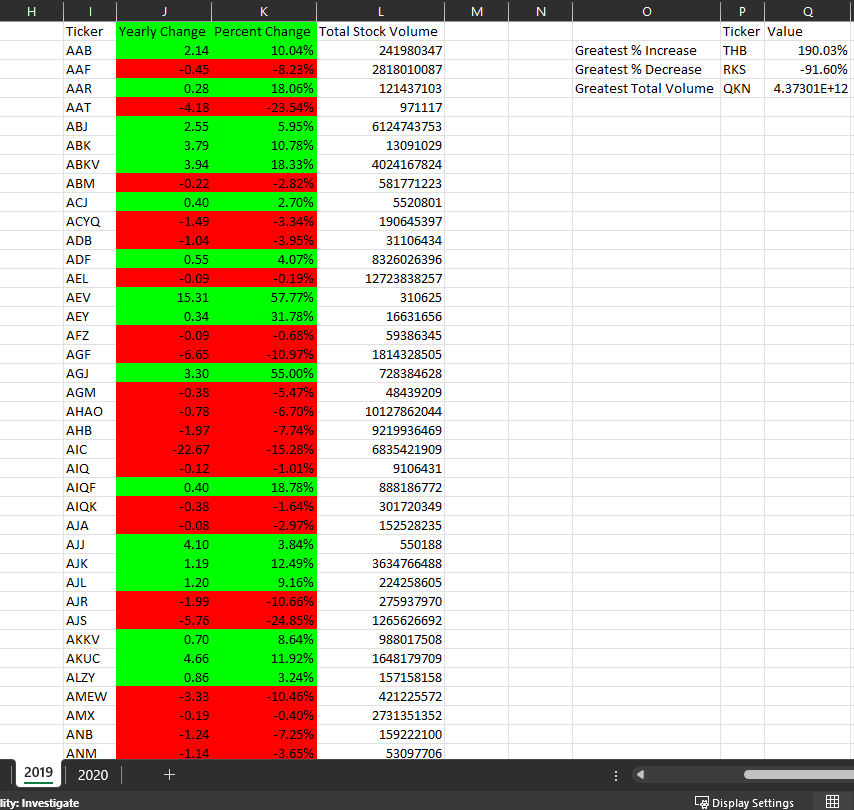 H I J K L M N O P Q
Ticker Yearly Change Percent Change Total Stock Volume Ticker Value
AAB 2.14 10.04% 241980347 Greatest % Increase THB 190.03%
AAF -0.45 -8.23% 2818010087 Greatest % Decrease RKS -91.60%
AAR 0.28 18.06% 121437103 Greatest Total Volume QKN 4.37301E+12
AAT -4.18 -23.54% 971117
ABJ 2.55 5.95% 6124743753
ABK 3.79 10.78% 13091029
ABKV 3.94 18.33% 4024167824
ABM -0.22 -2.82% 581771223
ACJ 0.40 2.70% 5520801
ACYQ -1.49 -3.34% 190645397
ADB -1.04 -3.95% 31106434
ADF 0.55 4.07% 8326026396
AEL -0.09 -0.19% 12723838257
AEV 15.31 57.77% 310625
AEY 0.34 31.78% 16631656
AFZ -0.09 -0.68% 59386345
AGF -6.65 -10.97% 1814328505
AGJ 3.30 55.00% 728384628
AGM -0.38 -5.47% 48439209
AHAO -0.78 -6.70% 10127862044
AHB -1.97 -7.74% 9219936469
AIC -22.67 -15.28% 6835421909
AIQ -0.12 -1.01% 9106431
AIQF 0.40 18.78% 888186772
AIQK -0.38 -1.64% 301720349
AJA -0.08 -2.97% 152528235
AJJ 4.10 3.84% 550188
AJK 1.19 12.49% 3634766488
AJL 1.20 9.16% 224258605
AJR -1.99 -10.66% 275937970
AJS -5.76 -24.85% 1265626692
AKKV 0.70 8.64% 988017508
AKUC 4.66 11.92% 1648179709
ALZY 0.86 3.24% 157158158
AMEW -3.33 -10.46% 421225572
AMX -0.19 -0.40% 2731351352
ANB -1.24 -7.25% 159222100
ANM -1.14 -3.65% 53097706
2019 2020 +
lity: Investigate Display Settings